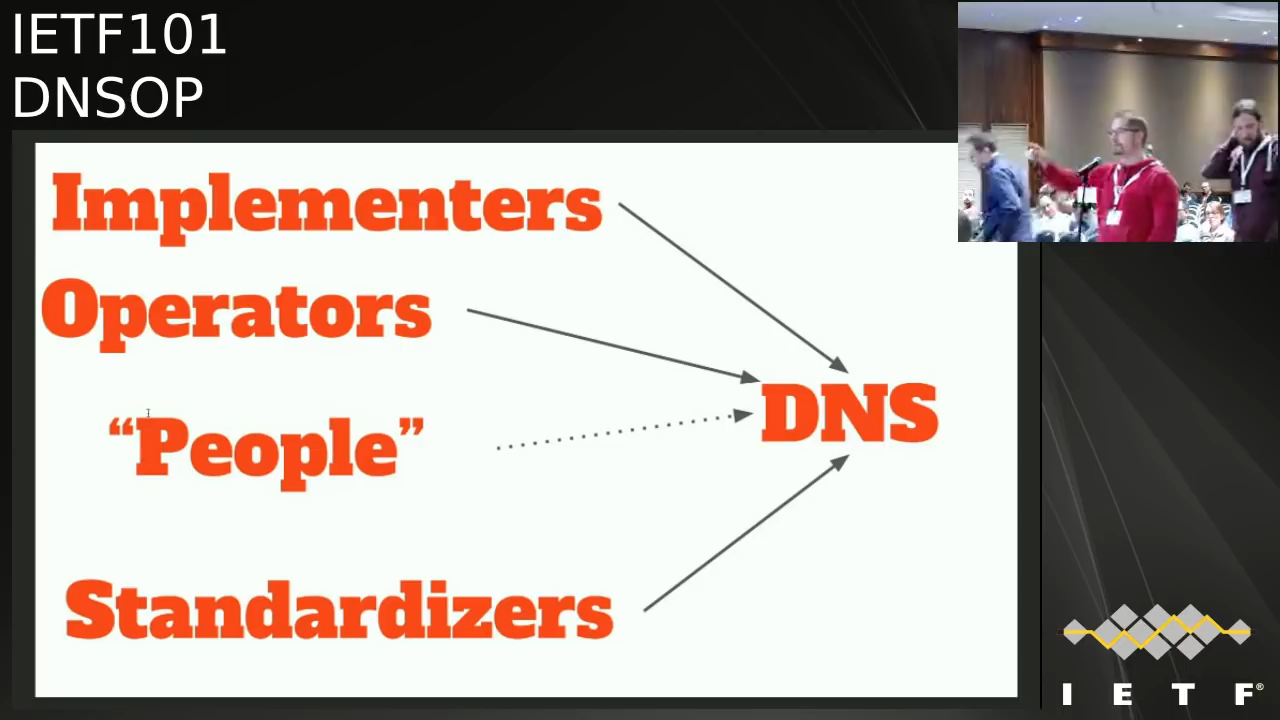 IETF101
DNSOP
Implementers
Operators
“People”
DNS
Standardizers
I E T F®